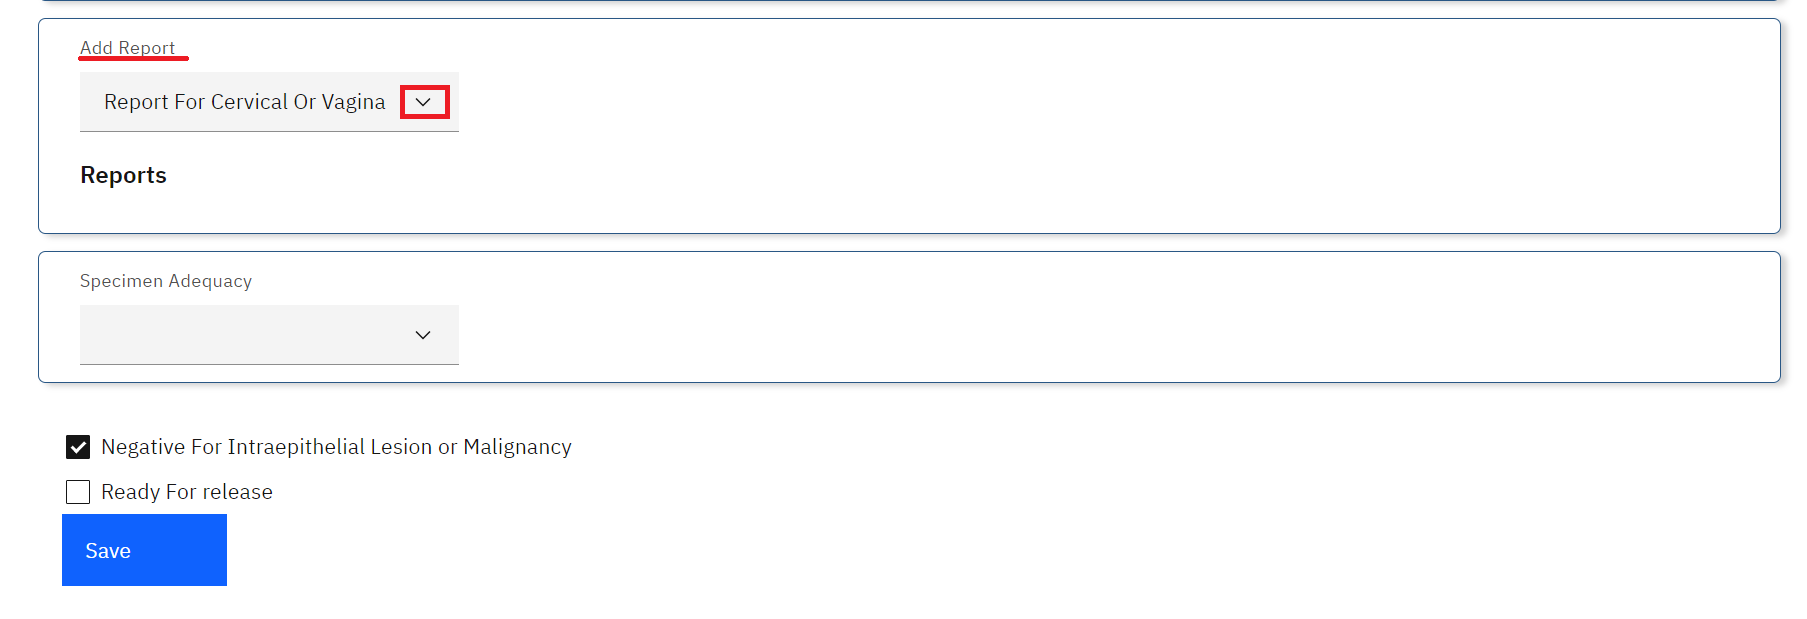 Add Report
Report For Cervical Or Vagina
Reports
Specimen Adequacy
Negative For Intraepithelial Lesion or Malignancy
Ready For release
Save